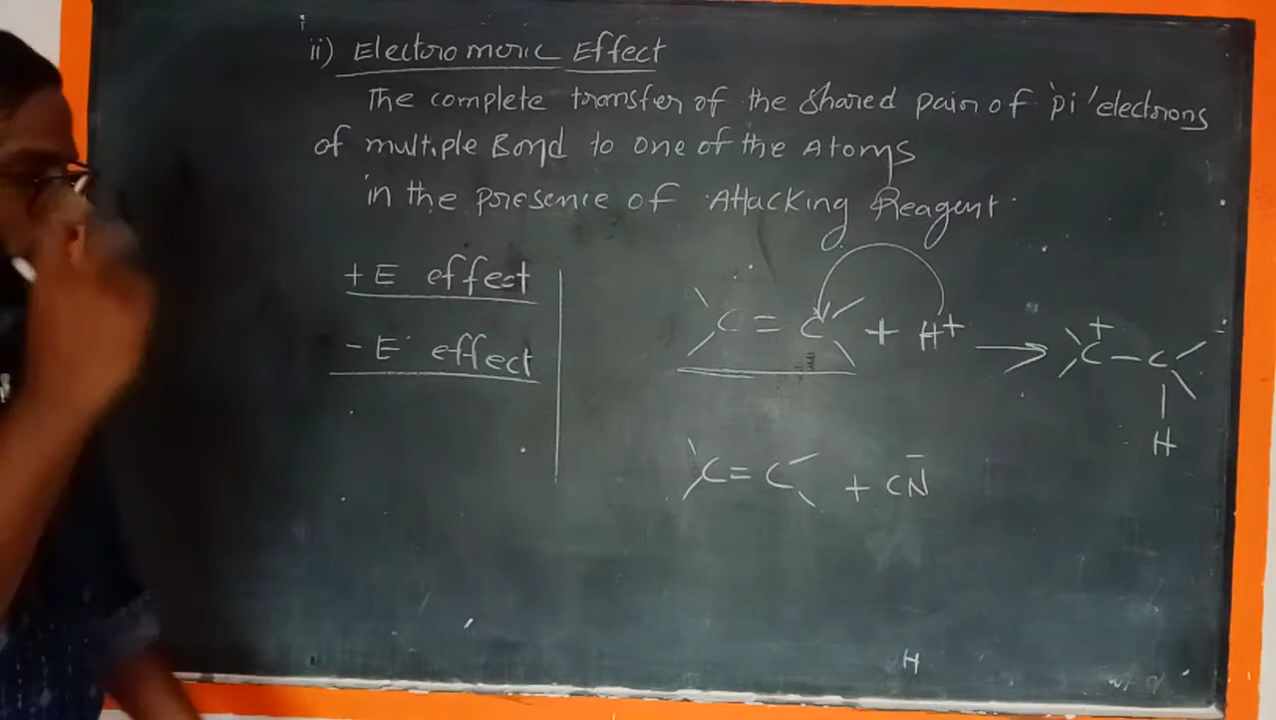 ii) Electromeric Effect
The complete transfer of the shared pair of 'pi' electrons
of multiple Bond to one of the Atoms
in the presence of Attacking Reagent.
+E effect
-E effect
C = C + H+ → C+ - C
H
C = C + CN-
H